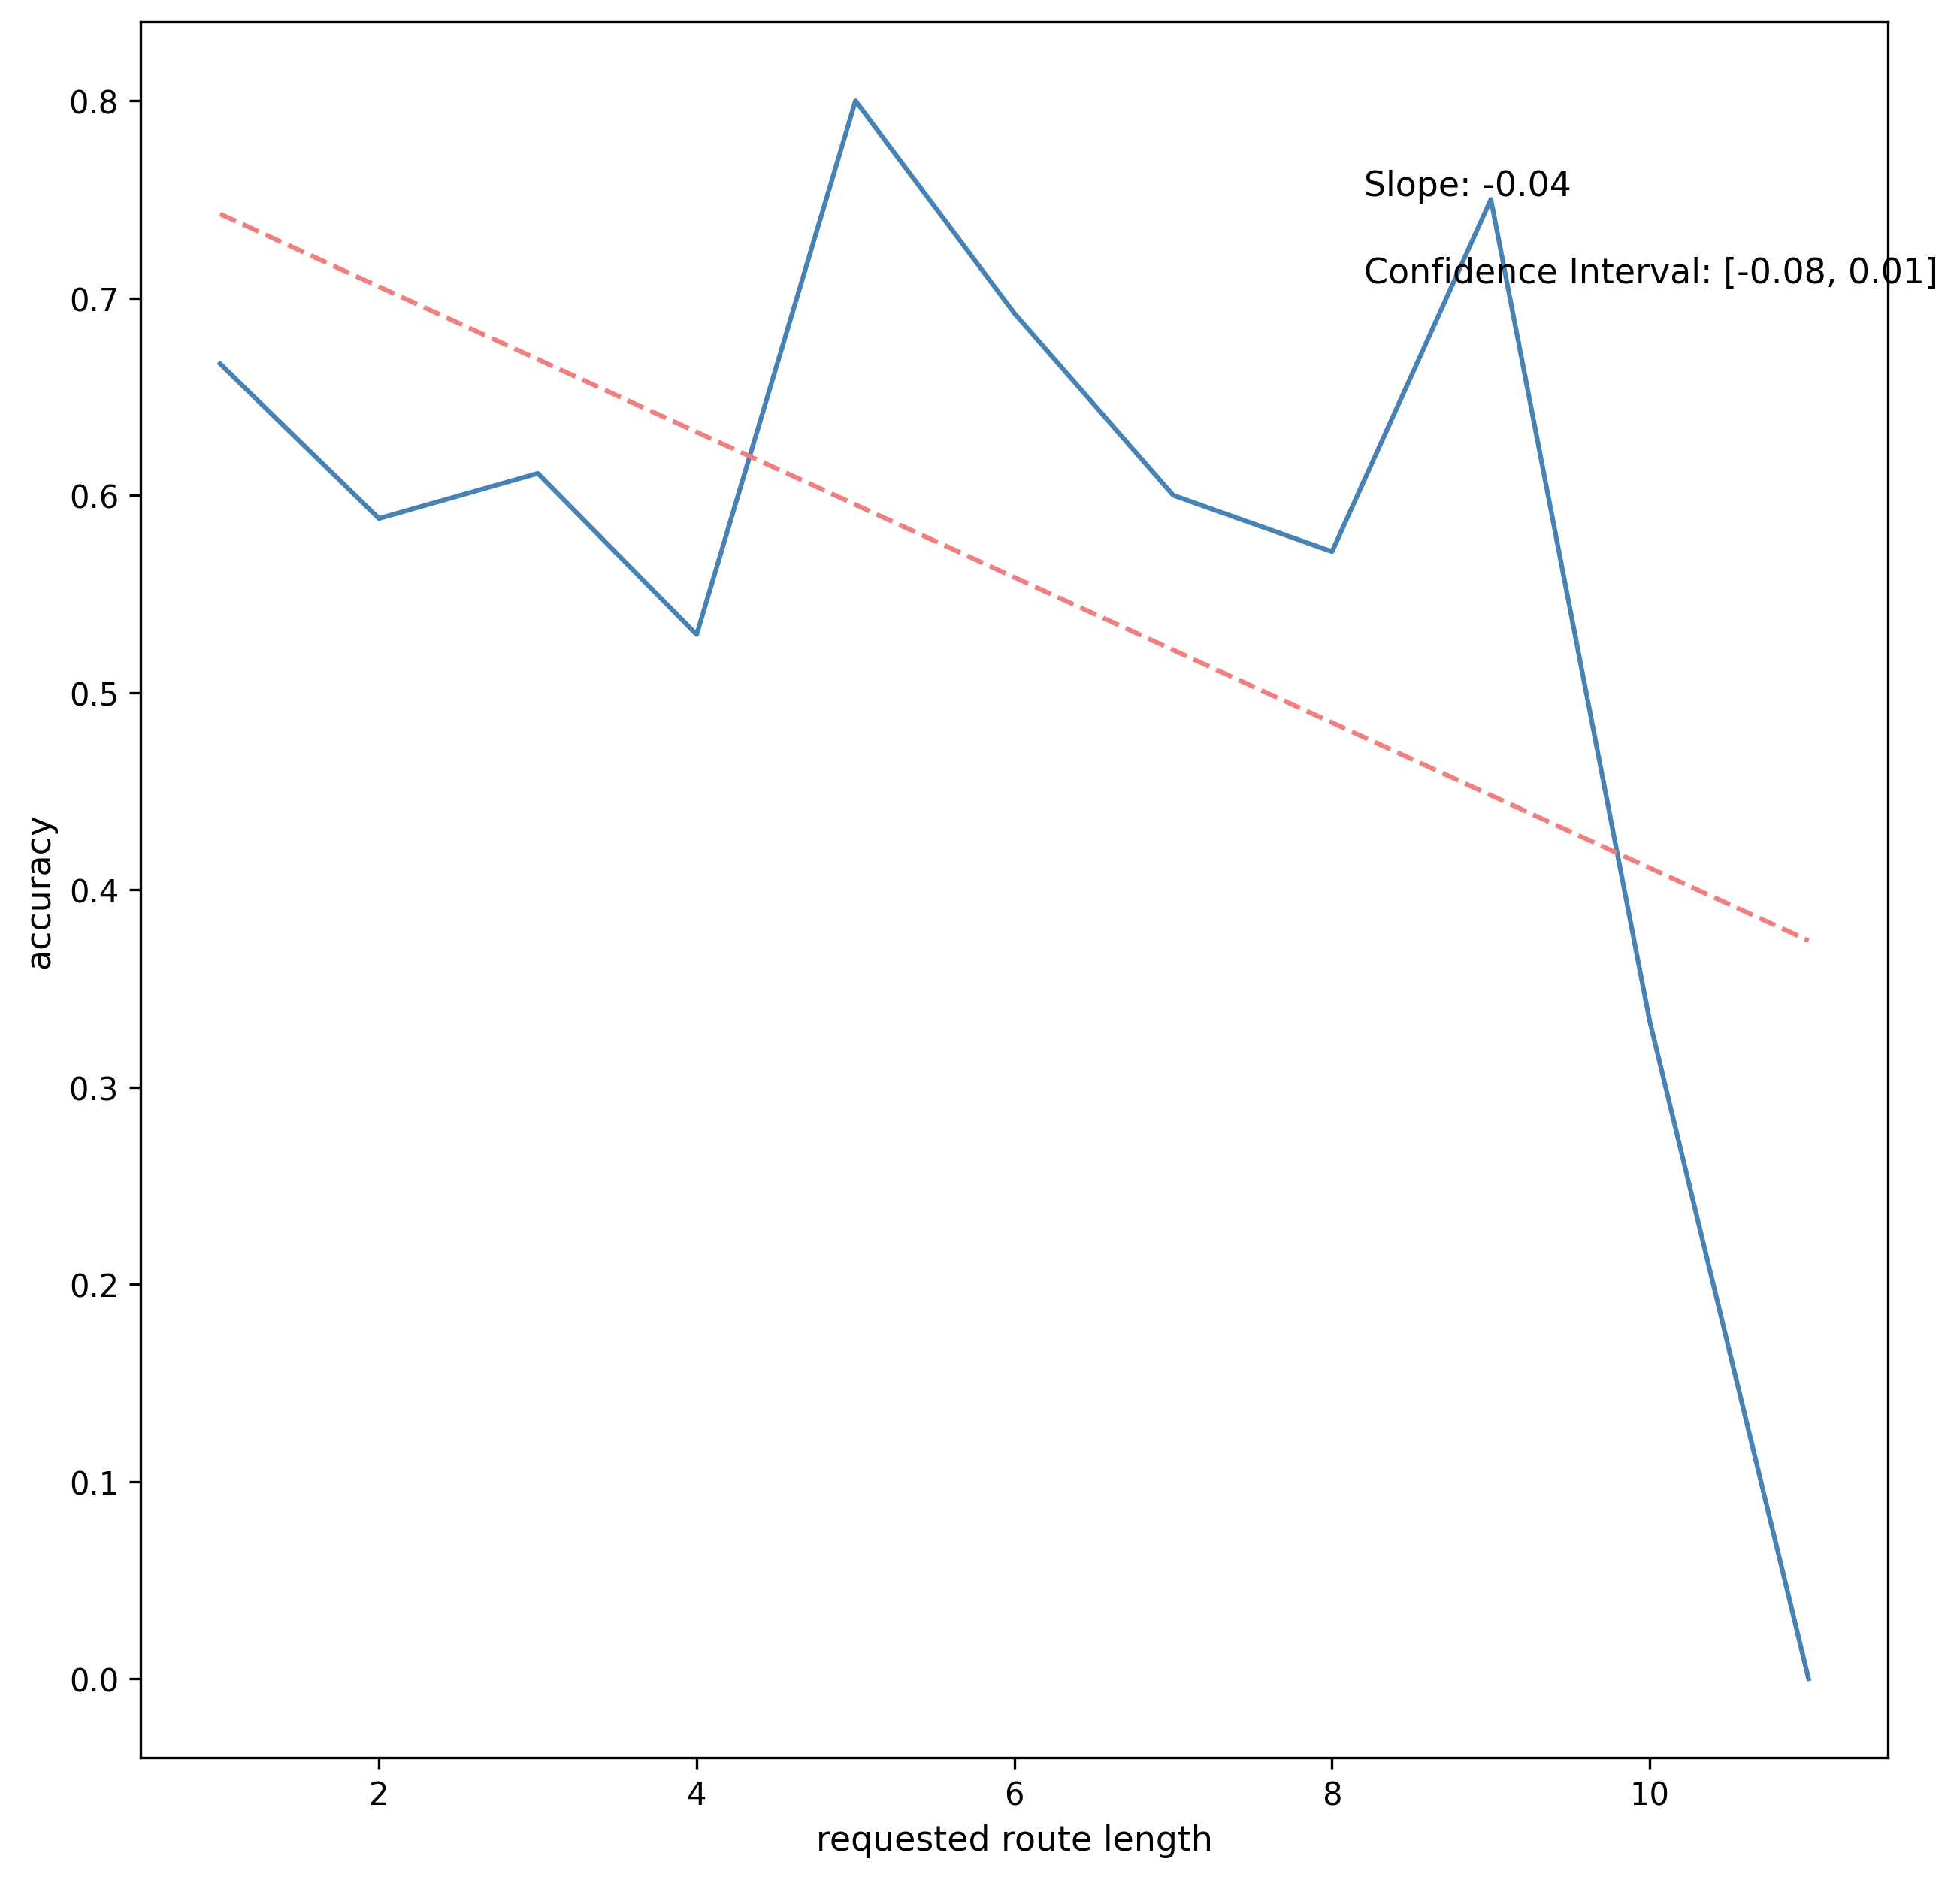 Slope: -0.04
Confidence Interval: [-0.08, 0.01]
0.8
0.7
0.6
0.5
0.4
0.3
0.2
0.1
0.0
accuracy
2 4 6 8 10
requested route length